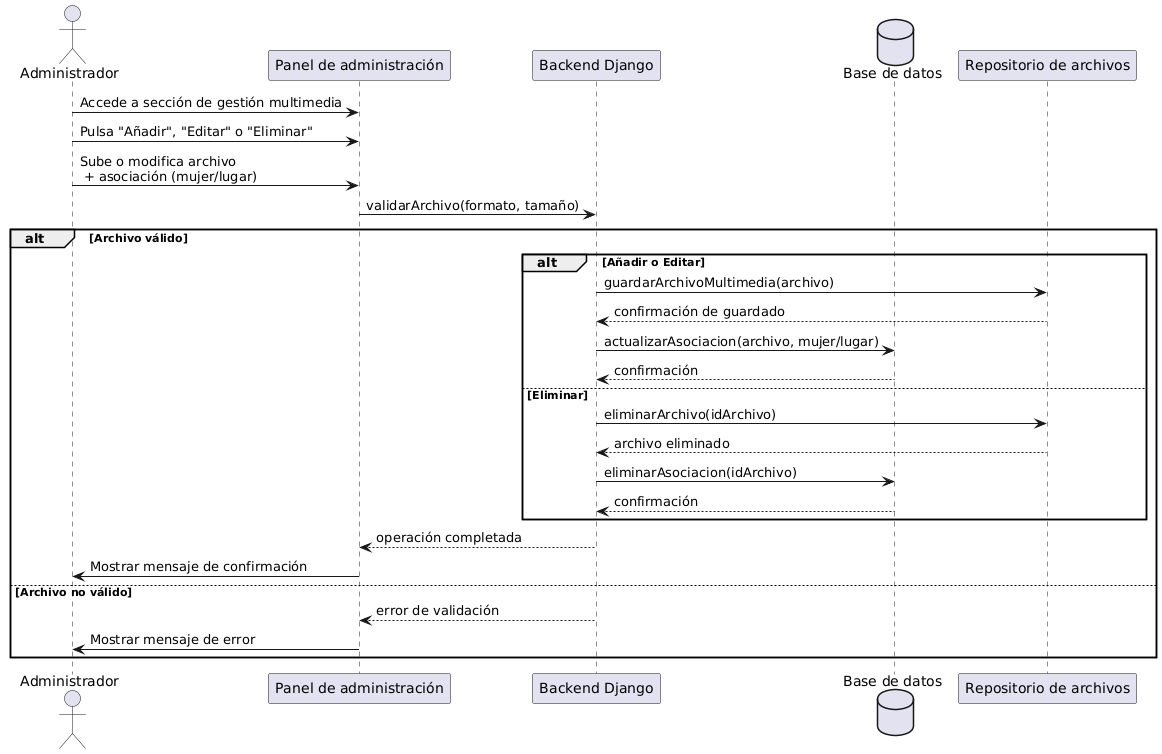 Administrador
Panel de administración
Backend Django
Base de datos
Repositorio de archivos
Accede a sección de gestión multimedia
Pulsa "Añadir", "Editar" o "Eliminar"
Sube o modifica archivo
+ asociación (mujer/lugar)
validarArchivo(formato, tamaño)
alt [Archivo válido]
alt [Añadir o Editar]
guardarArchivoMultimedia(archivo)
confirmación de guardado
actualizarAsociacion(archivo, mujer/lugar)
confirmación
[Eliminar]
eliminarArchivo(idArchivo)
archivo eliminado
eliminarAsociacion(idArchivo)
confirmación
operación completada
Mostrar mensaje de confirmación
[Archivo no válido]
error de validación
Mostrar mensaje de error
Administrador
Panel de administración
Backend Django
Base de datos
Repositorio de archivos